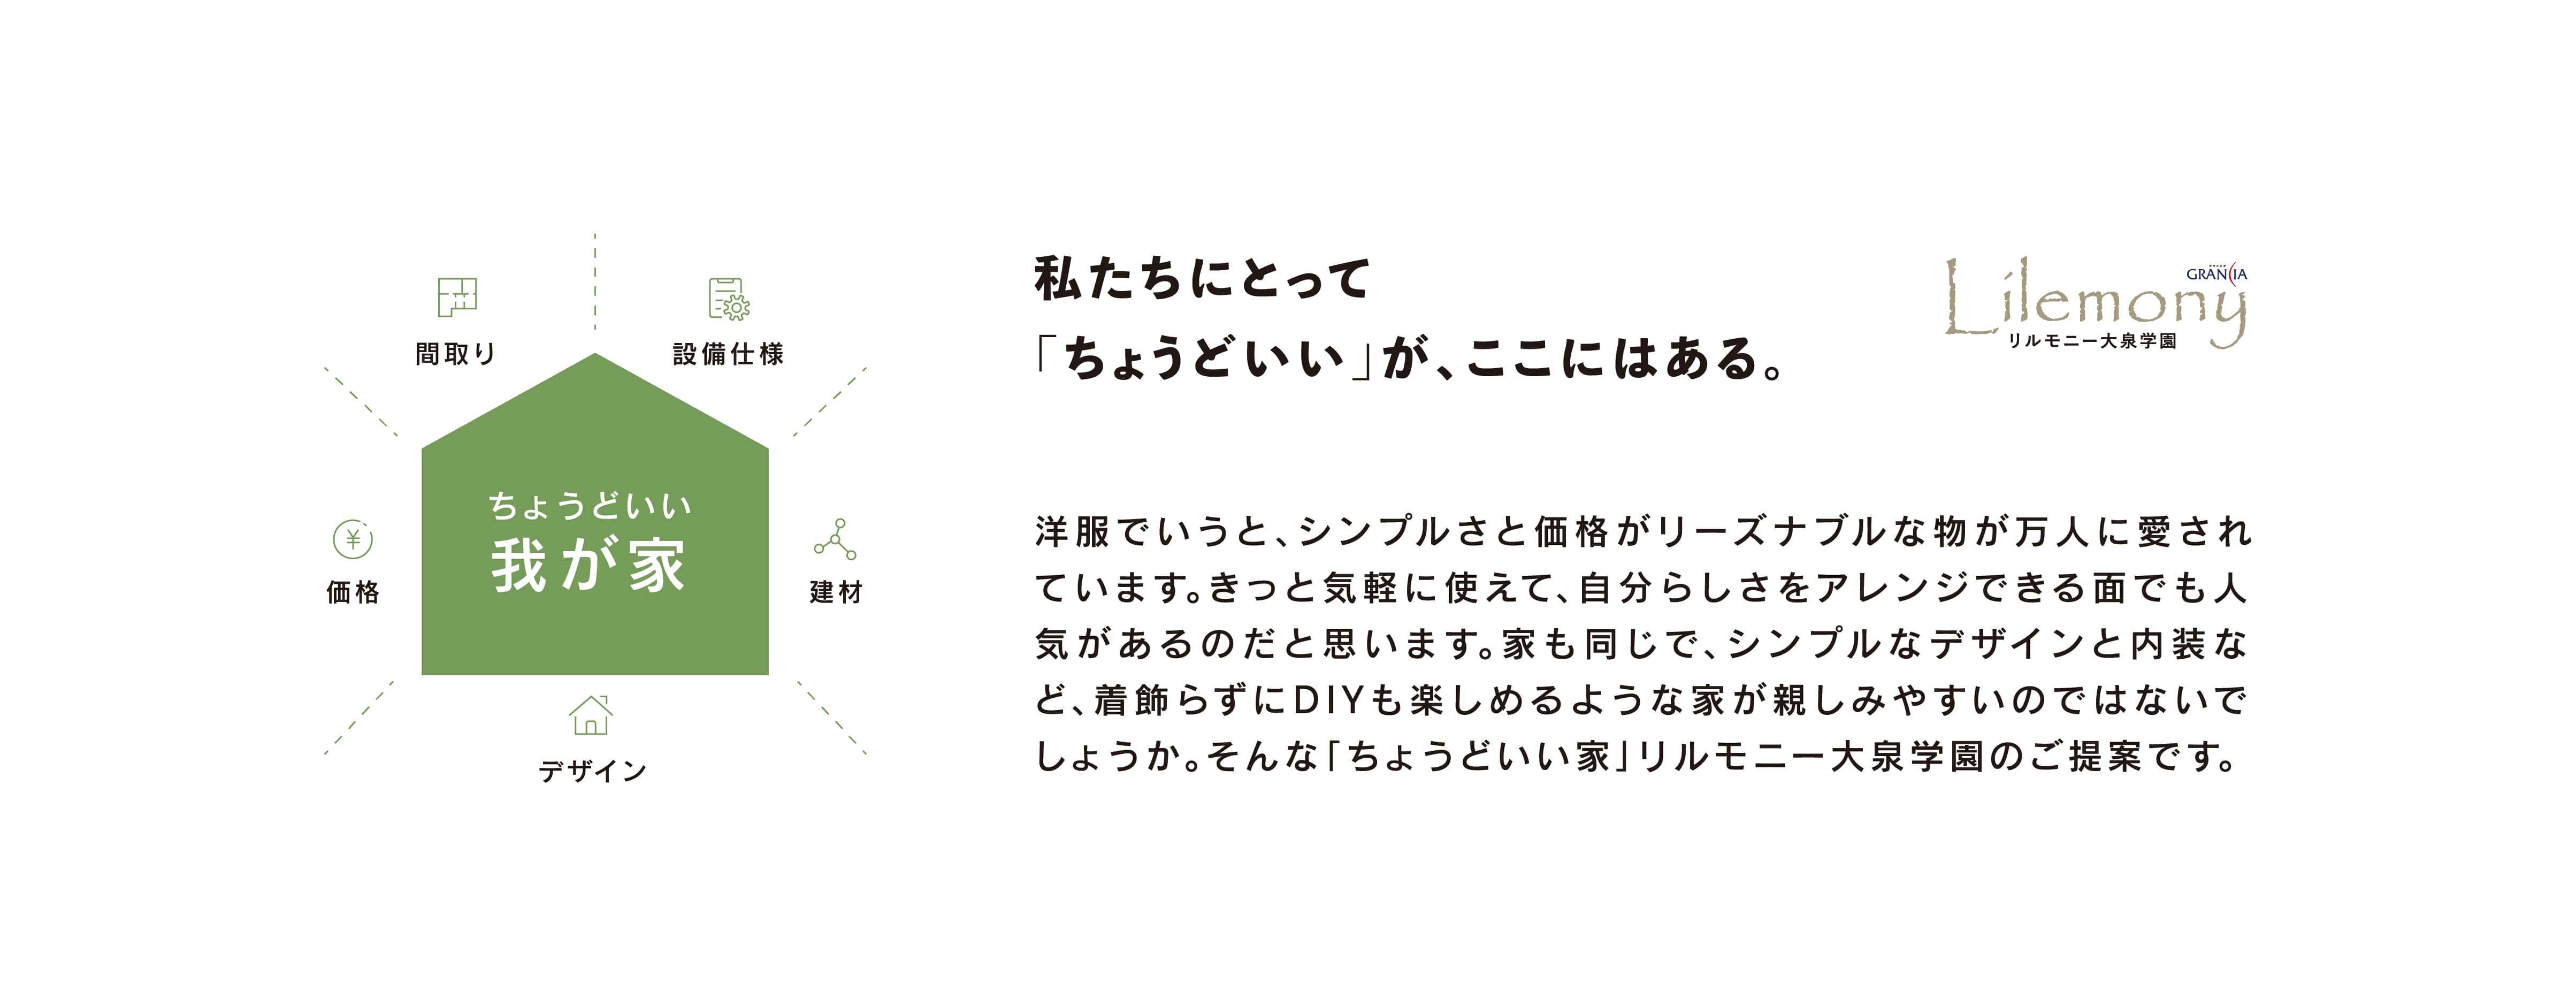 間取り
設備仕様
ちょうどいい
我が家
価格
建材
デザイン
私たちにとって
「ちょうどいい」が、ここにはある。
GRANCIA
Lilemony
リルモニー大泉学園
洋服でいうと、シンプルさと価格がリーズナブルな物が万人に愛され
ています。きっと気軽に使えて、自分らしさをアレンジできる面でも人
気があるのだと思います。家も同じで、シンプルなデザインと内装な
ど、着飾らずにDIYも楽しめるような家が親しみやすいのではないで
しょうか。そんな「ちょうどいい家」リルモニー大泉学園のご提案です。